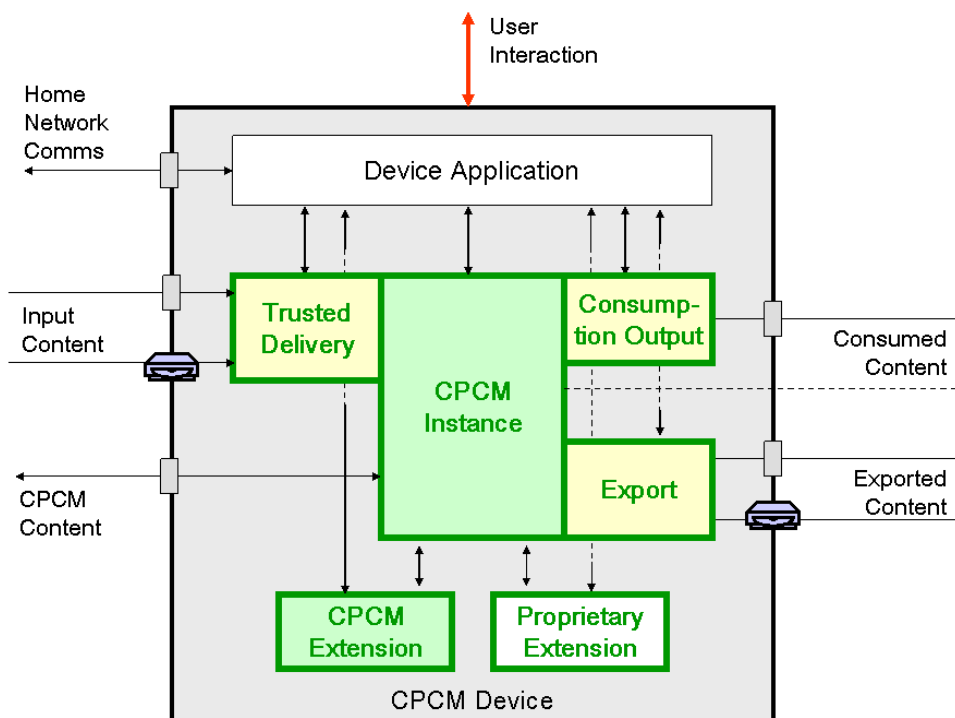 User
Interaction
Home
Network
Comms
Device Application
Input
Content
Trusted
Delivery
Consump-
tion Output
Consumed
Content
CPCM
Instance
CPCM
Content
Export
Exported
Content
CPCM
Extension
Proprietary
Extension
CPCM Device